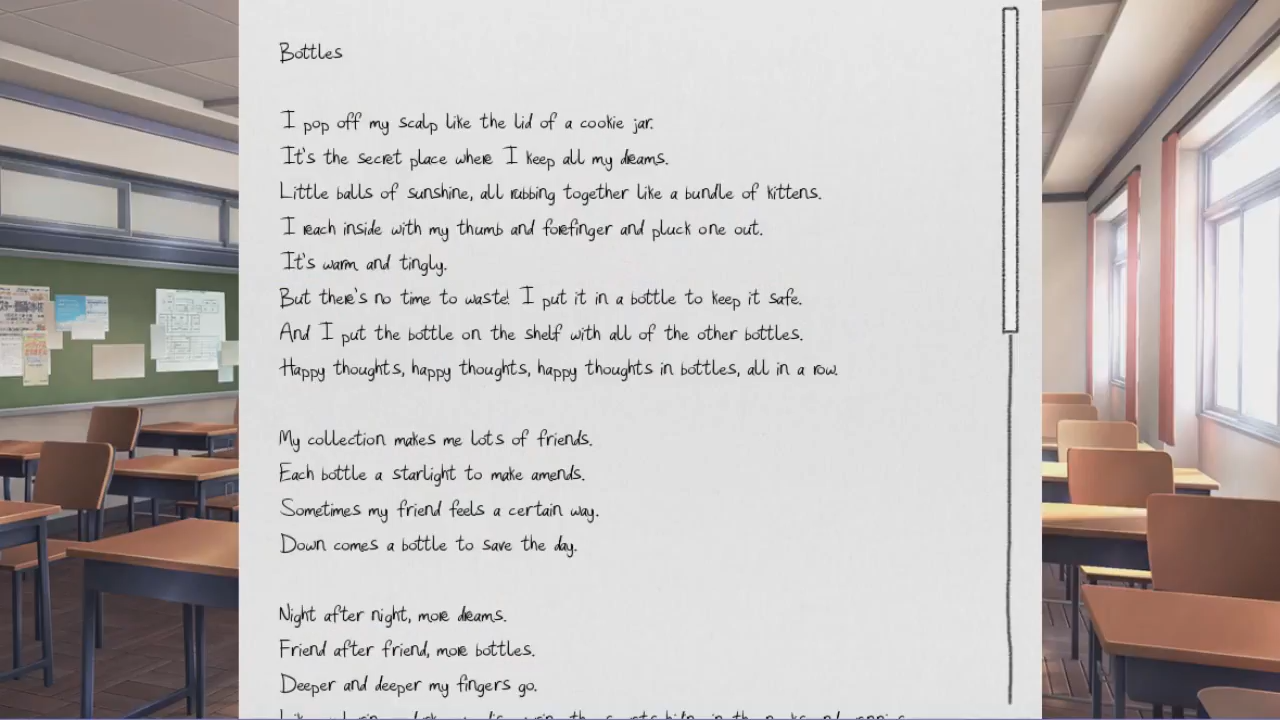 Bottles
I pop off my scalp like the lid of a cookie jar.
It's the secret place where I keep all my dreams.
Little balls of sunshine, all rubbing together like a bundle of kittens.
I reach inside with my thumb and forefinger and pluck one out.
It's warm and tingly.
But there's no time to waste! I put it in a bottle to keep it safe.
And I put the bottle on the shelf with all of the other bottles.
Happy thoughts, happy thoughts, happy thoughts in bottles, all in a row.
My collection makes me lots of friends.
Each bottle a starlight to make amends.
Sometimes my friend feels a certain way.
Down comes a bottle to save the day.
Night after night, more dreams.
Friend after friend, more bottles.
Deeper and deeper my fingers go.